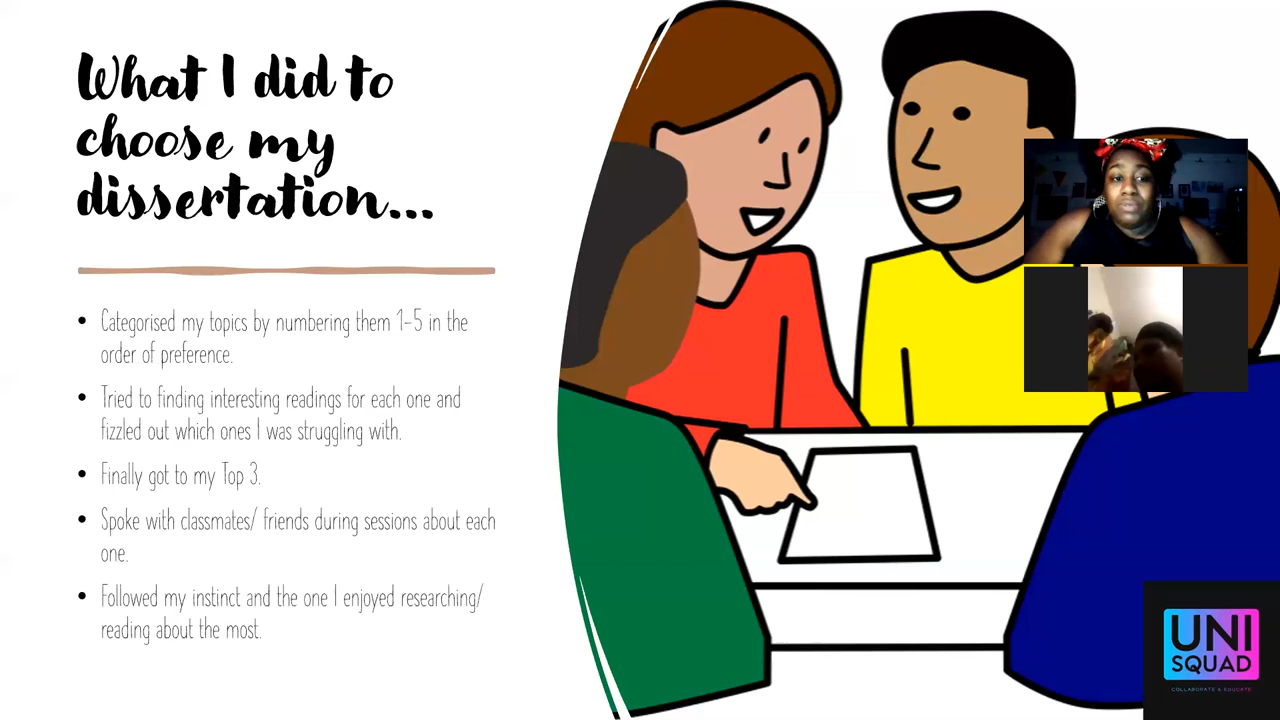 What I did to
choose my
dissertation...
• Categorised my topics by numbering them 1-5 in the
order of preference.
• Tried to finding interesting readings for each one and
fizzled out which ones I was struggling with.
• Finally got to my Top 3.
• Spoke with classmates/ friends during sessions about each
one.
• Followed my instinct and the one I enjoyed researching/
reading about the most.
UNI
SQUAD
COLLABORATE & EDUCATE